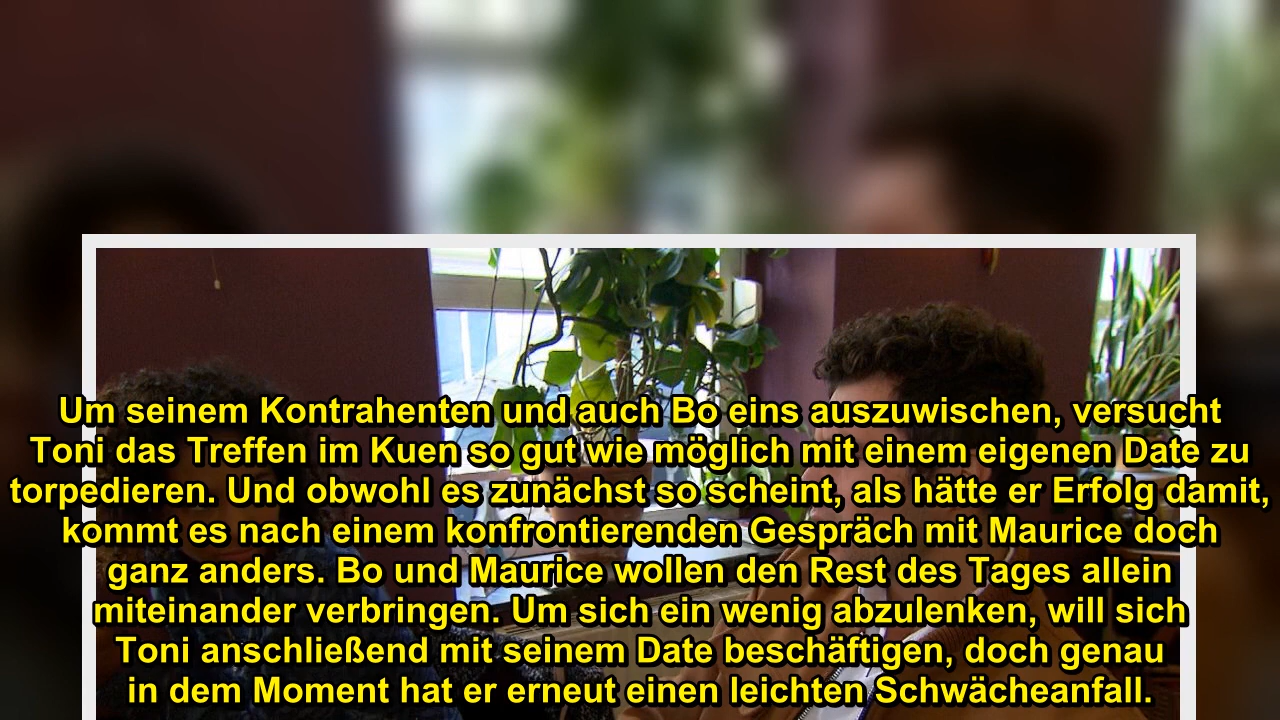 Um seinem Kontrahenten und auch Bo eins auszuwischen, versucht
Toni das Treffen im Kuen so gut wie möglich mit einem eigenen Date zu
torpedieren. Und obwohl es zunächst so scheint, als hätte er Erfolg damit,
kommt es nach einem konfrontierenden Gespräch mit Maurice doch
ganz anders. Bo und Maurice wollen den Rest des Tages allein
miteinander verbringen. Um sich ein wenig abzulenken, will sich
Toni anschließend mit seinem Date beschäftigen, doch genau
in dem Moment hat er erneut einen leichten Schwächeanfall.